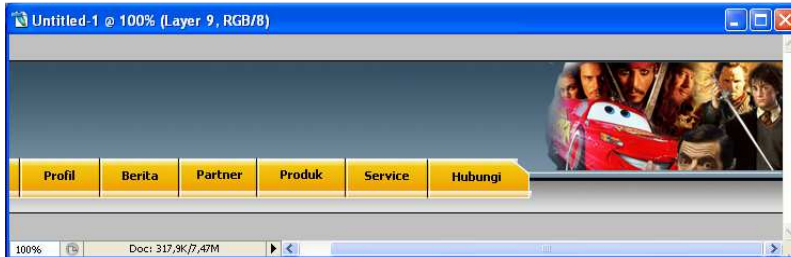 Untitled-1 @ 100% (Layer 9, RGB/8)
Profil Berita Partner Produk Service Hubungi
100% Doc: 317,9K/7,47M